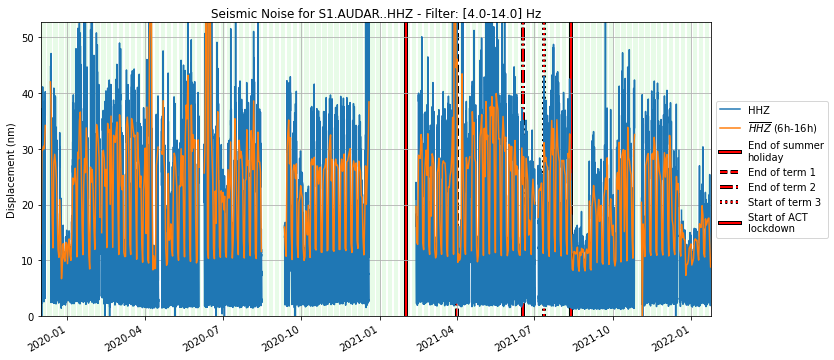 Seismic Noise for S1.AUDAR..HHZ - Filter: [4.0-14.0] Hz
Displacement (nm)
50
40
30
20
10
0
2020-01
2020-04
2020-07
2020-10
2021-01
2021-04
2021-07
2021-10
2022-01
HHZ
HHZ (6h-16h)
End of summer
holiday
End of term 1
End of term 2
Start of term 3
Start of ACT
lockdown